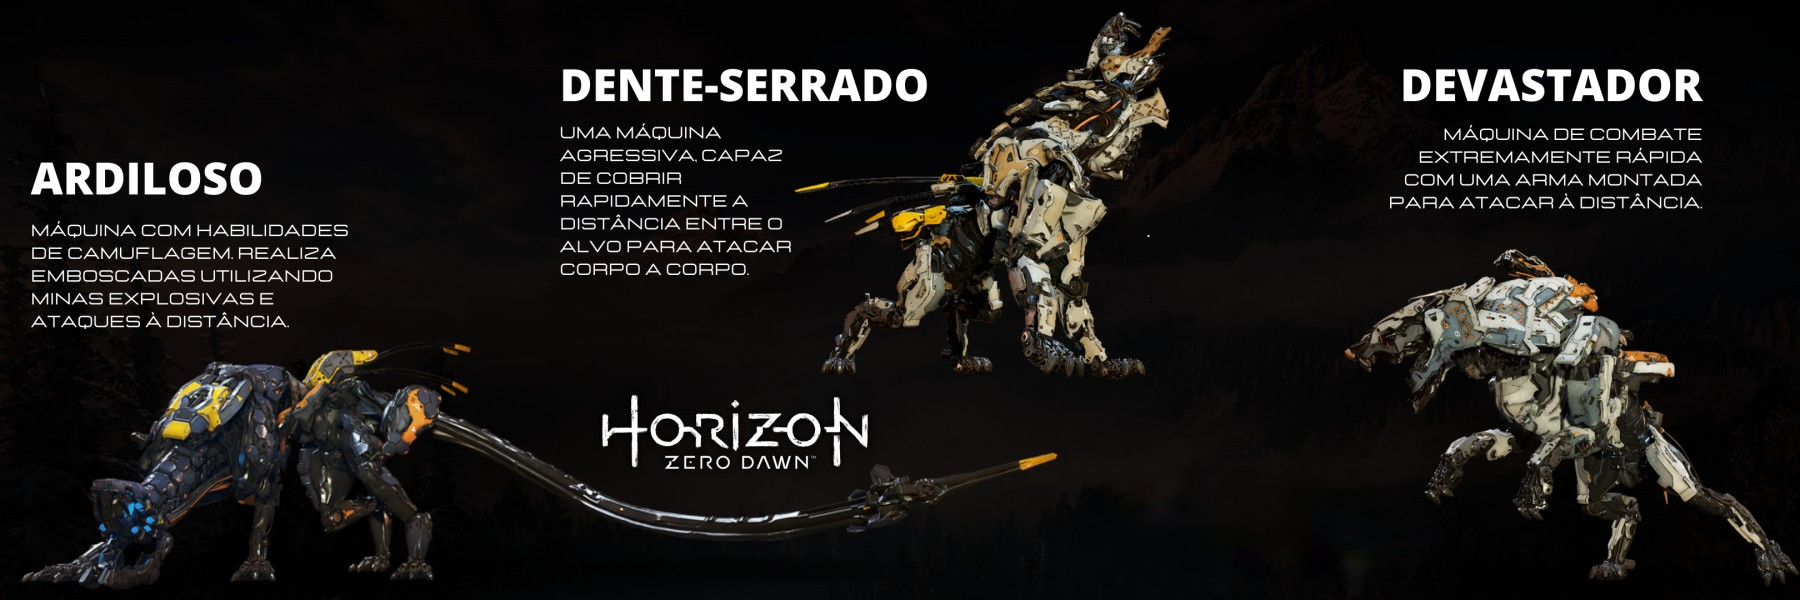 ARDILOSO
MÁQUINA COM HABILIDADES
DE CAMUFLAGEM. REALIZA
EMBOSCADAS UTILIZANDO
MINAS EXPLOSIVAS E
ATAQUES À DISTÂNCIA.
DENTE-SERRADO
UMA MÁQUINA
AGRESSIVA, CAPAZ
DE COBRIR
RAPIDAMENTE A
DISTÂNCIA ENTRE O
ALVO PARA ATACAR
CORPO A CORPO.
HORIZON
ZERO DAWN™
DEVASTADOR
MÁQUINA DE COMBATE
EXTREMAMENTE RÁPIDA
COM UMA ARMA MONTADA
PARA ATACAR À DISTÂNCIA.